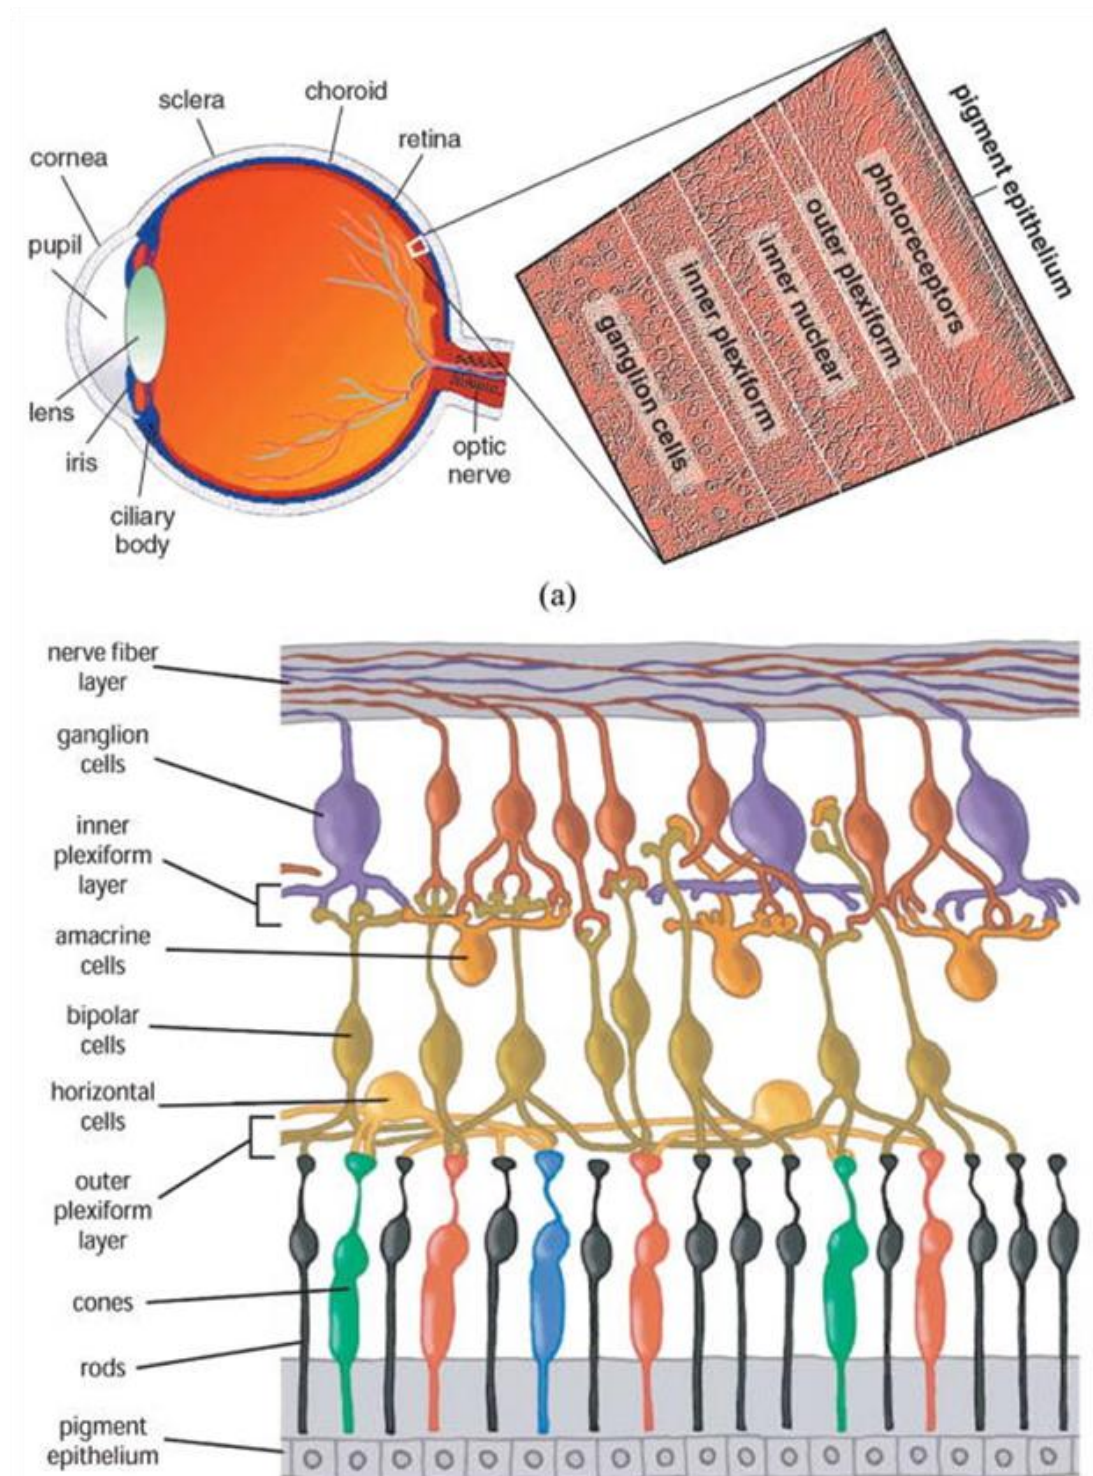 sclera
choroid
retina
cornea
pupil
lens
iris
ciliary
body
optic
nerve
pigment epithelium
photoreceptors
outer plexiform
inner nuclear
inner plexiform
ganglion cells
(a)
nerve fiber
layer
ganglion
cells
inner
plexiform
layer
amacrine
cells
bipolar
cells
horizontal
cells
outer
plexiform
layer
cones
rods
pigment
epithelium